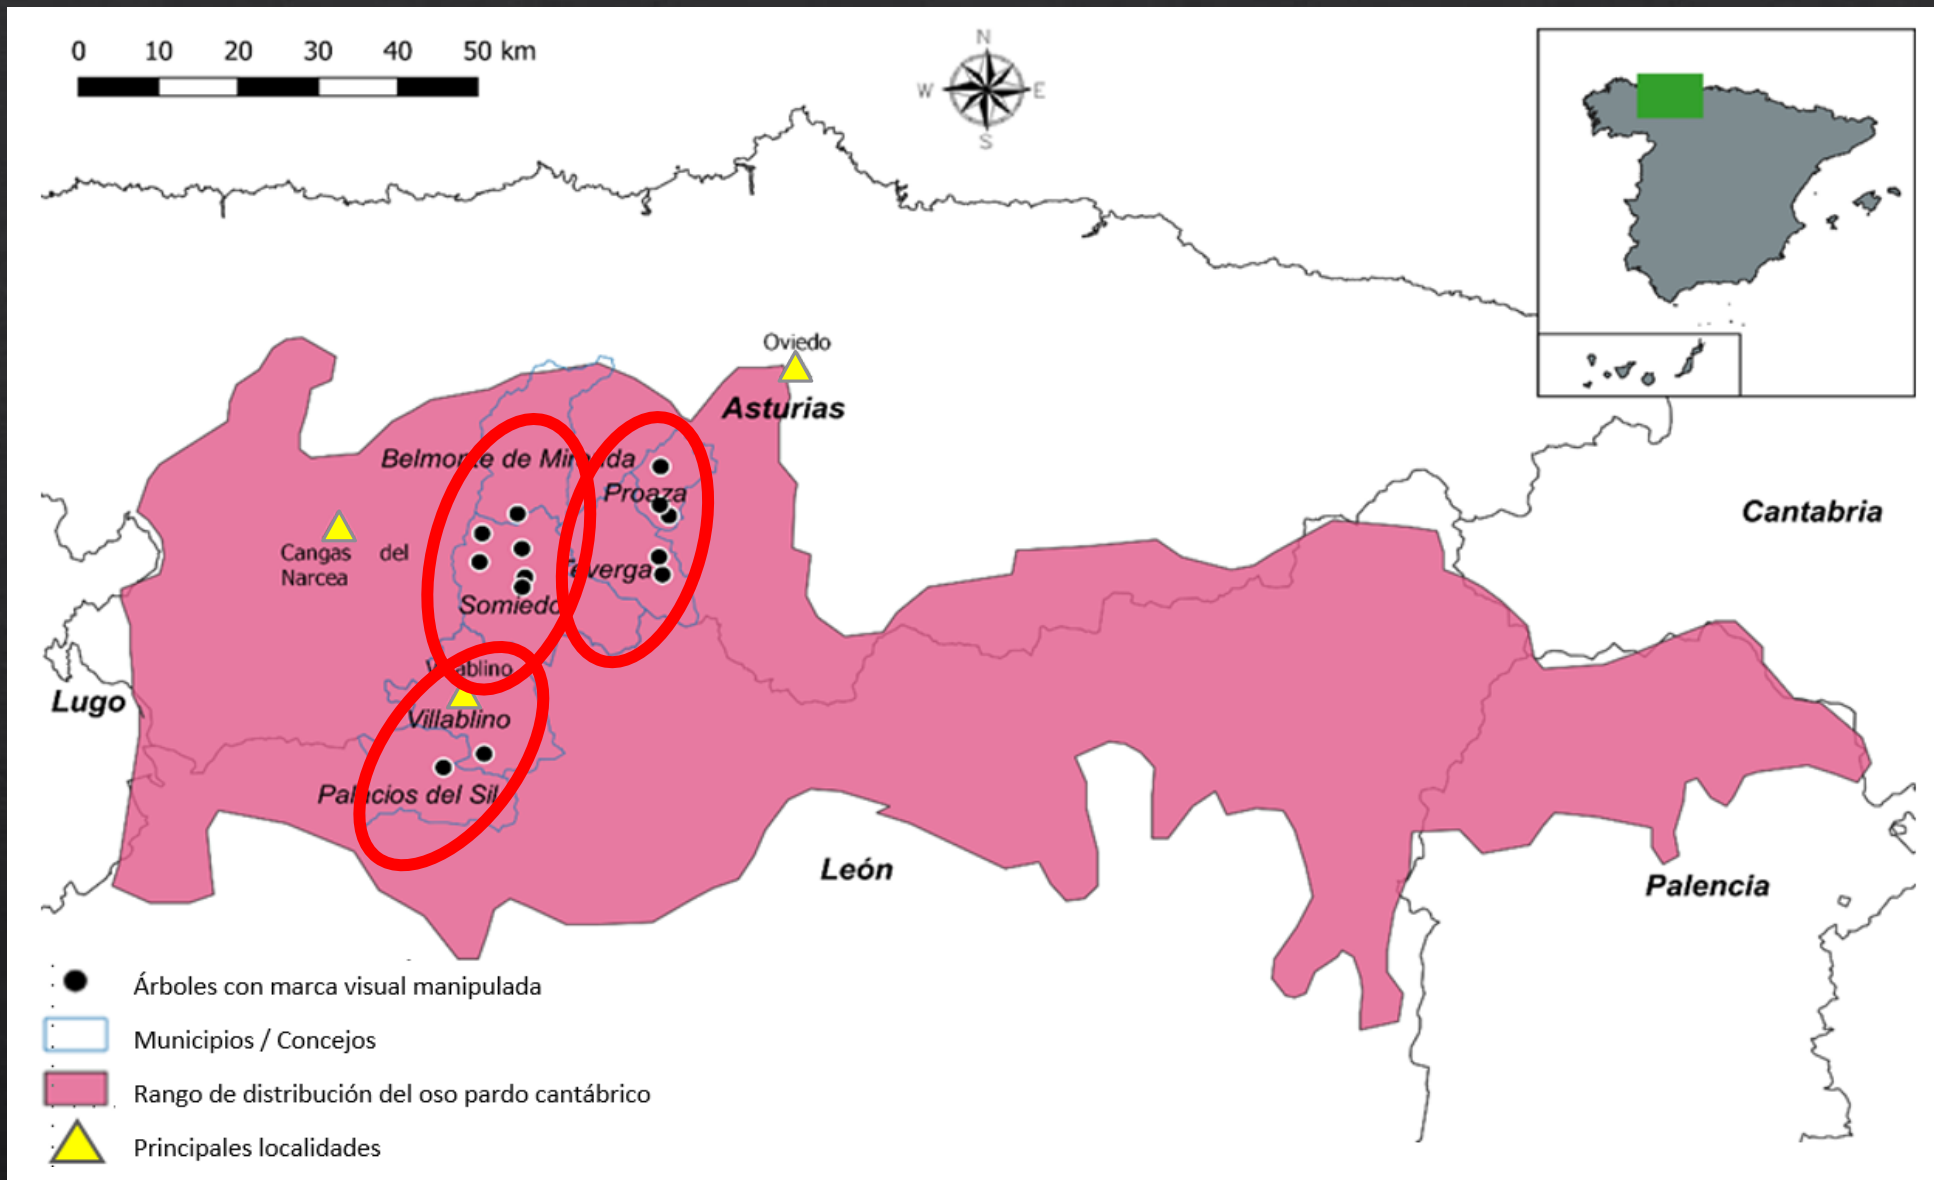 0 10 20 30 40 50 km
N
W E
S
Oviedo
Asturias
Belmonte de Miranda
Proaza
Cantabria
Cangas del
Narcea
Teverga
Somiedo
Villablino
Lugo
Villablino
Palacios del Sil
León
Palencia
Árboles con marca visual manipulada
Municipios / Concejos
Rango de distribución del oso pardo cantábrico
Principales localidades